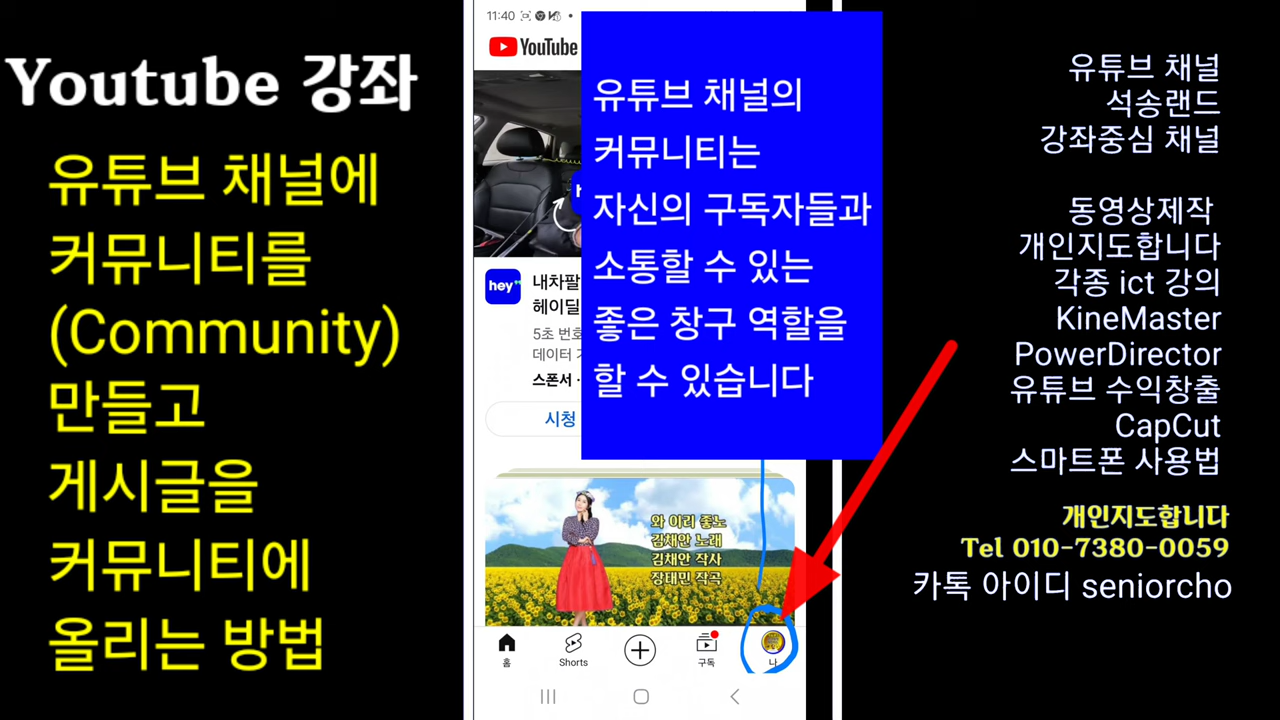 Youtube 강좌
유튜브 채널에
커뮤니티를
(Community)
만들고
게시글을
커뮤니티에
올리는 방법
11:40
YouTube
유튜브 채널의
커뮤니티는
자신의 구독자들과
소통할 수 있는
좋은 창구 역할을
할 수 있습니다
hey
내차팔
헤이딜
5초 번호
데이터
스폰서 ·
시청
와 이리 좋노
김채안 노래
김채안 작사
장태민 작곡
홈
Shorts
구독
나
유튜브 채널
석송랜드
강좌중심 채널
동영상제작
개인지도합니다
각종 ict 강의
KineMaster
PowerDirector
유튜브 수익창출
CapCut
스마트폰 사용법
개인지도합니다
Tel 010-7380-0059
카톡 아이디 seniorcho